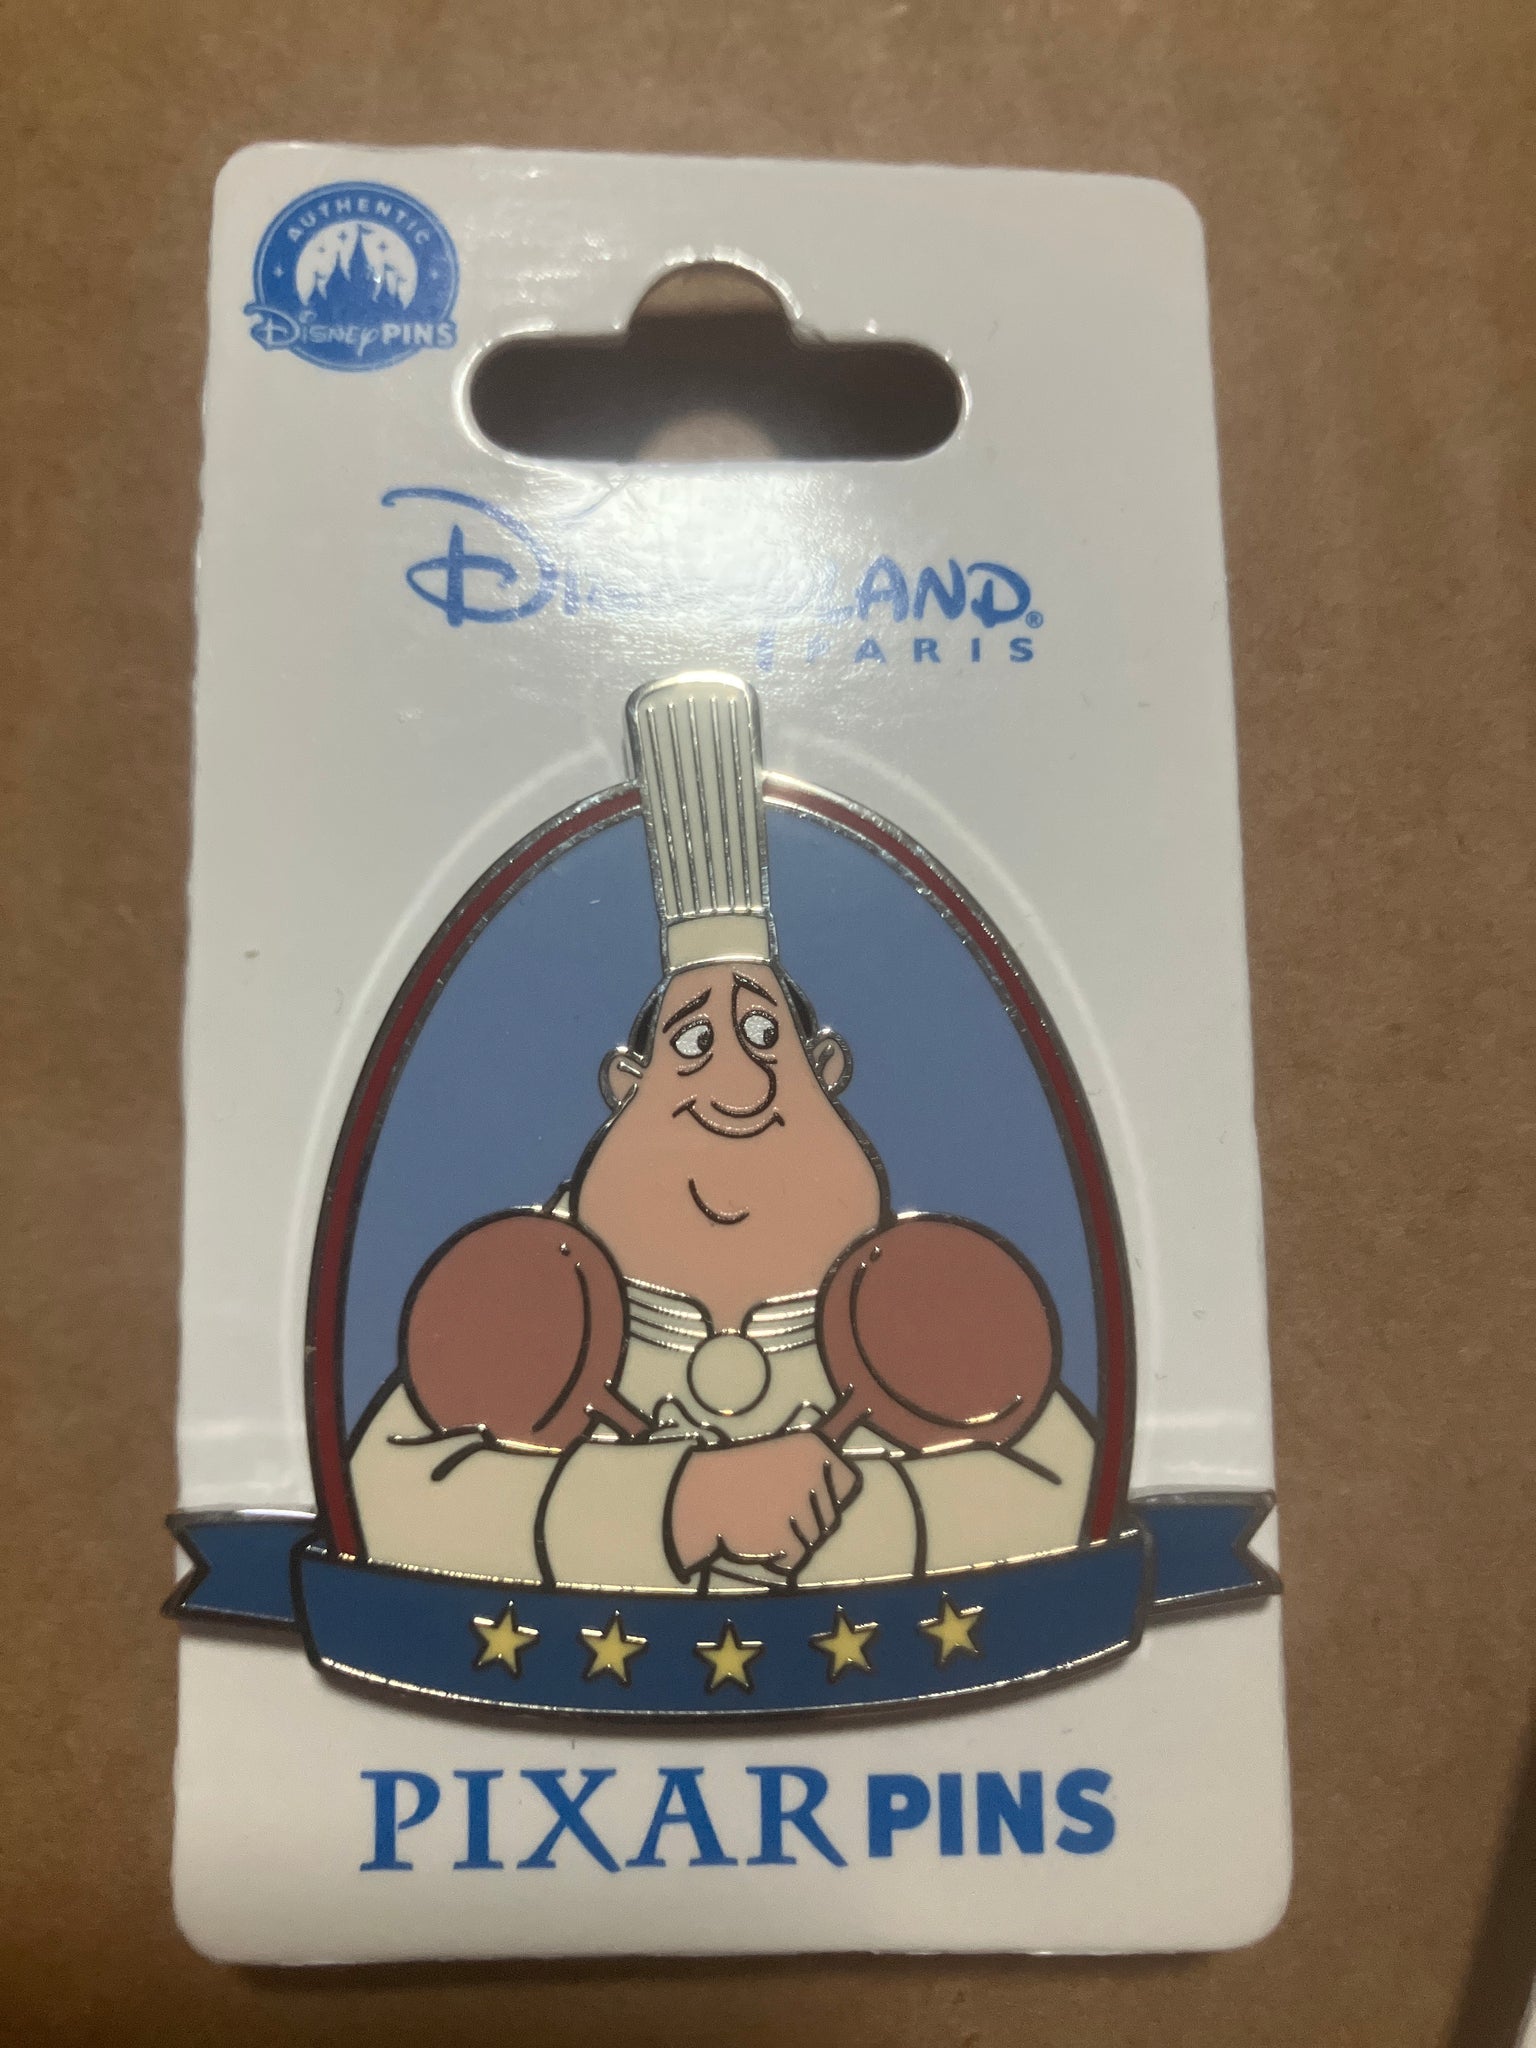 AUTHENTIC
Disney PINS
Disneyland®
PARIS
PIXAR PINS